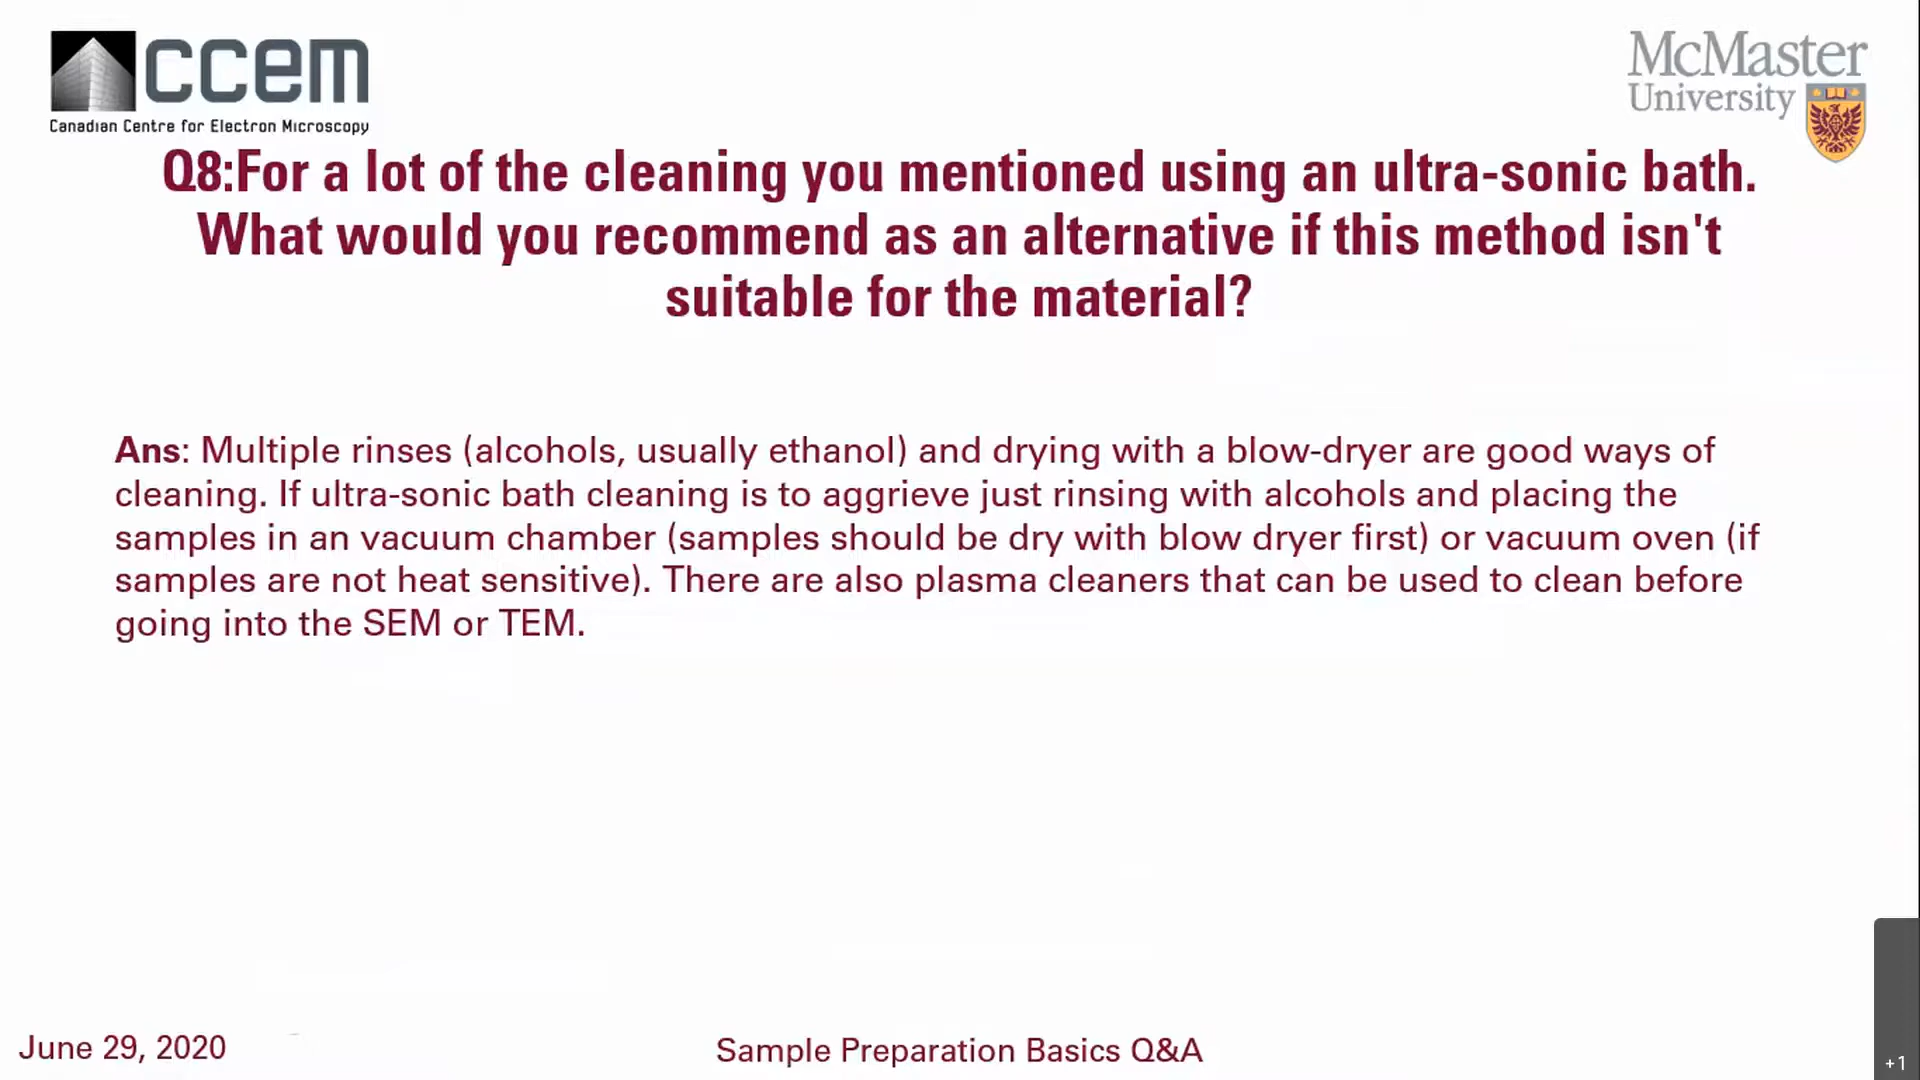 ccem
Canadian Centre for Electron Microscopy
McMaster
University
Q8:For a lot of the cleaning you mentioned using an ultra-sonic bath.
What would you recommend as an alternative if this method isn't
suitable for the material?
Ans: Multiple rinses (alcohols, usually ethanol) and drying with a blow-dryer are good ways of
cleaning. If ultra-sonic bath cleaning is to aggrieve just rinsing with alcohols and placing the
samples in an vacuum chamber (samples should be dry with blow dryer first) or vacuum oven (if
samples are not heat sensitive). There are also plasma cleaners that can be used to clean before
going into the SEM or TEM.
June 29, 2020
Sample Preparation Basics Q&A
+1